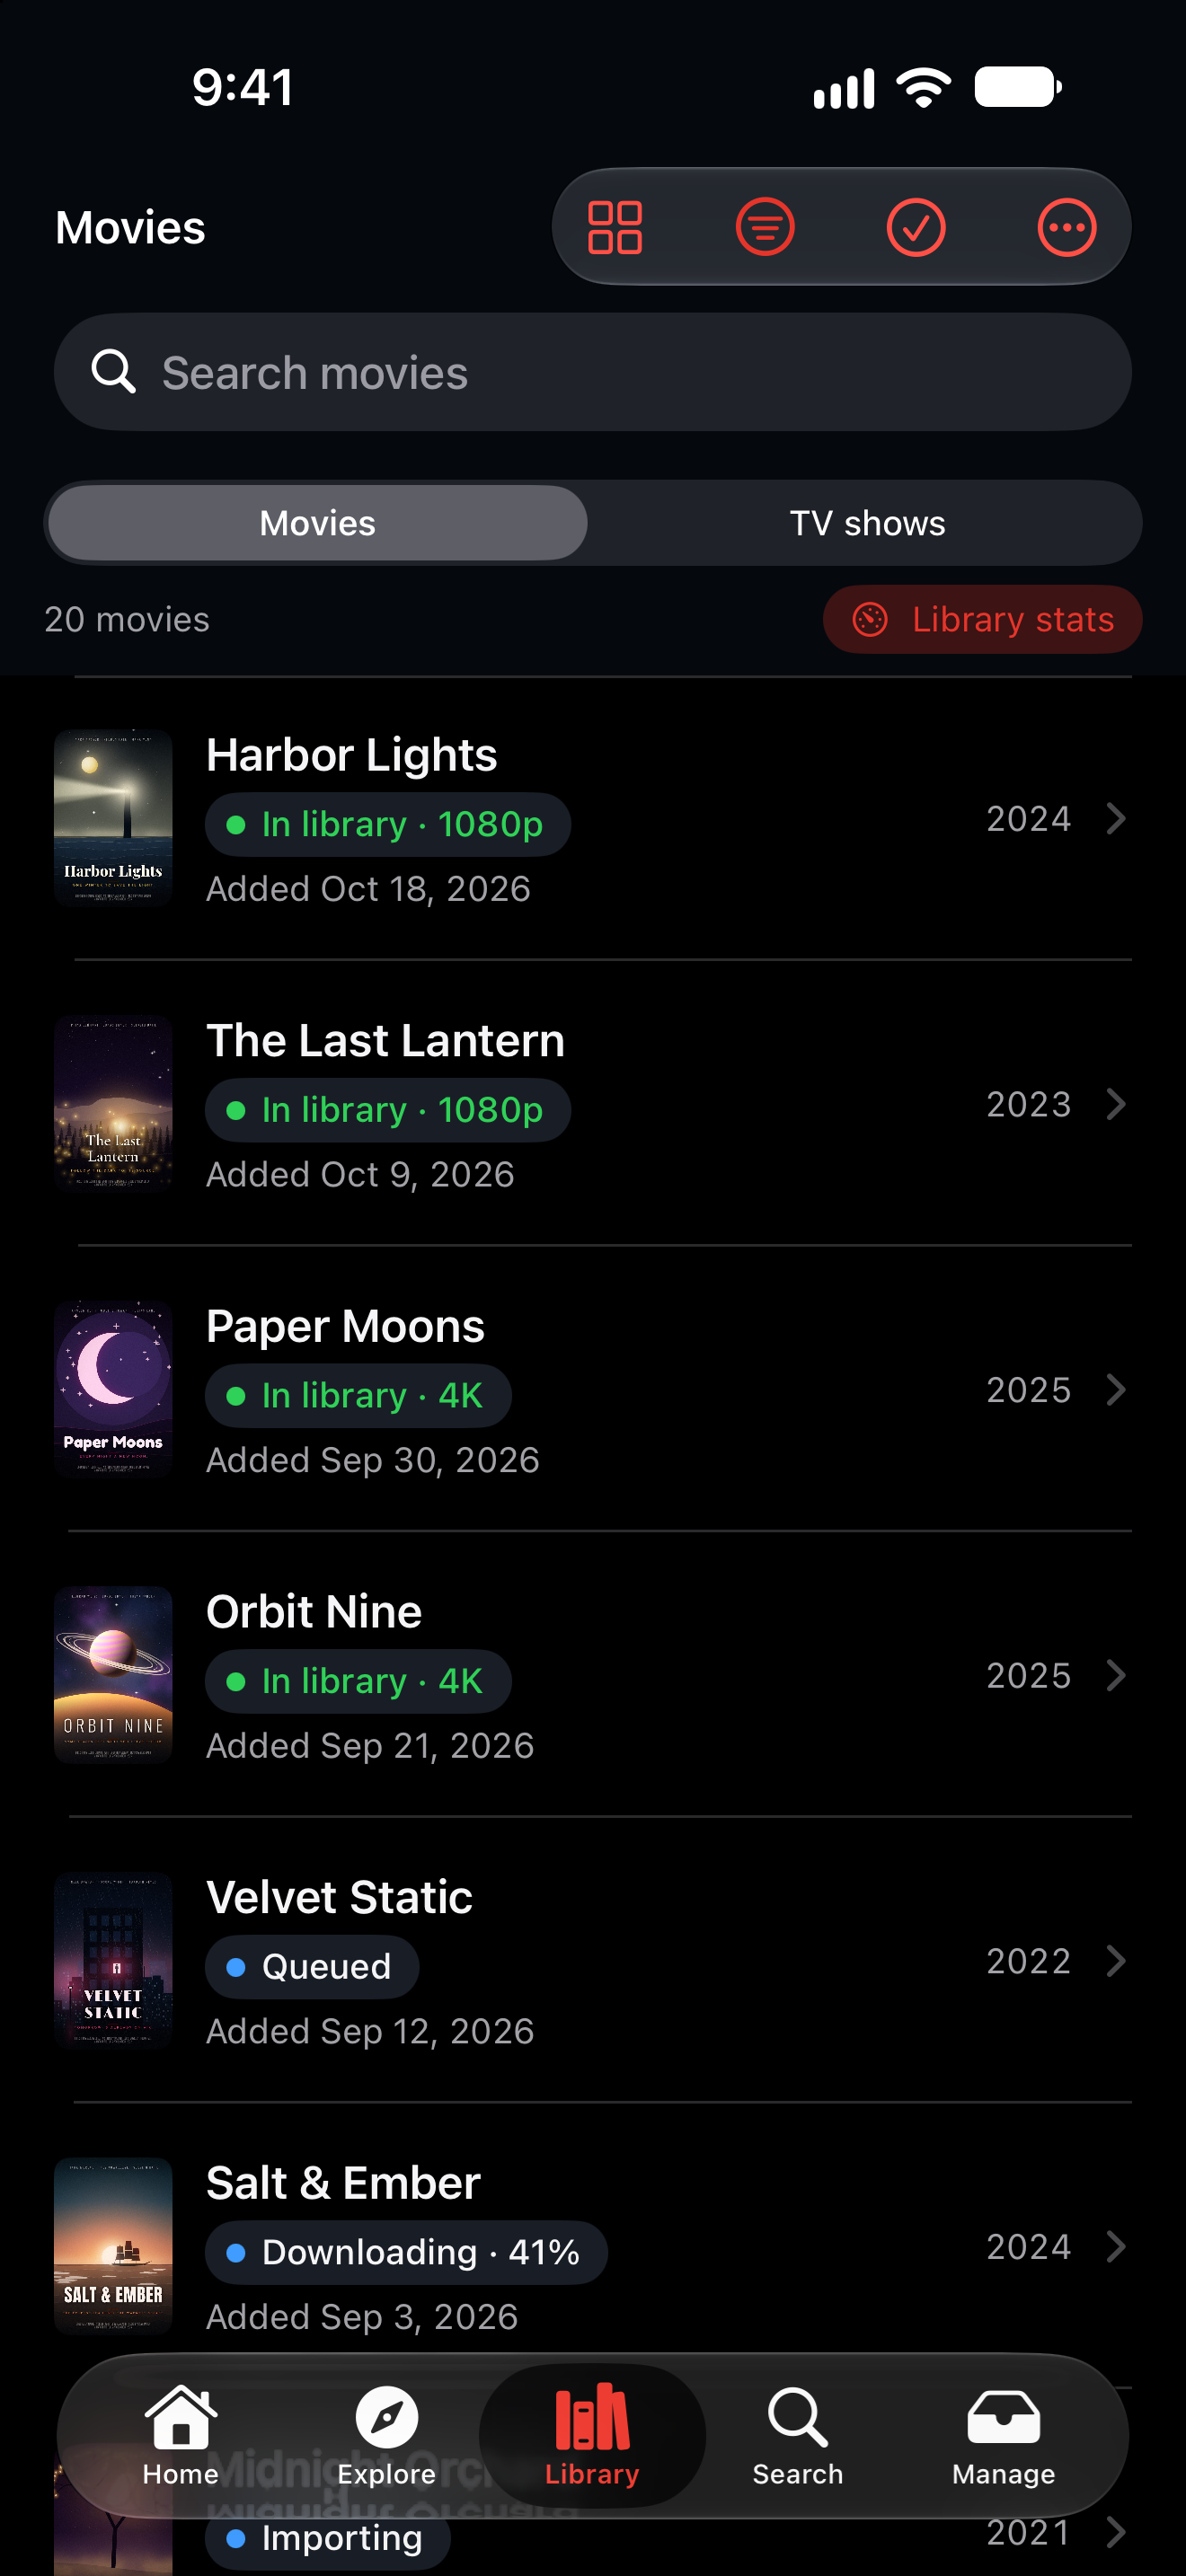 9:41
Movies
Search movies
Movies
TV shows
20 movies
Library stats
Harbor Lights
Harbor Lights
In library · 1080p
2024
Added Oct 18, 2026
The Last Lantern
The Last
Lantern
In library · 1080p
2023
Added Oct 9, 2026
Paper Moons
Paper Moons
In library · 4K
2025
Added Sep 30, 2026
Orbit Nine
ORBIT NINE
In library · 4K
2025
Added Sep 21, 2026
Velvet Static
VELVET
STATIC
Queued
2022
Added Sep 12, 2026
Salt & Ember
SALT & EMBER
Downloading · 41%
2024
Added Sep 3, 2026
Home
Explore
Library
Search
Manage
Midnight
Importing
2021